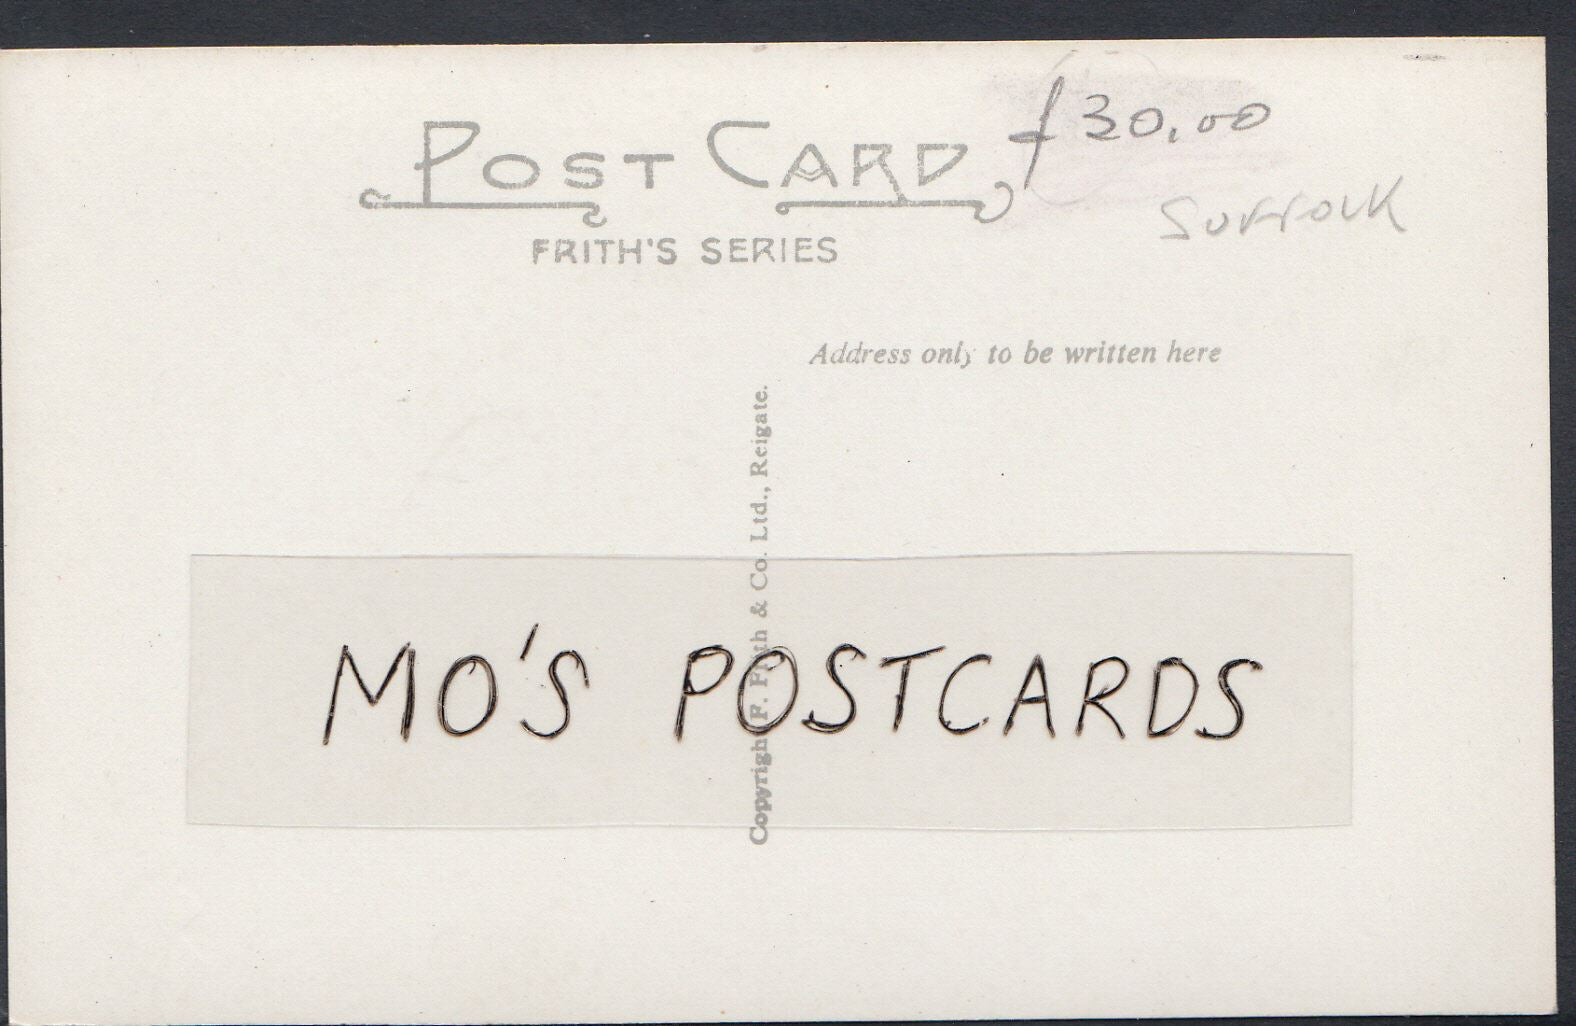 POST CARD
£30.00
SUFFOLK
FRITH'S SERIES
Address only to be written here
Copyright F. Frith & Co. Ltd., Reigate.
MO'S POSTCARDS